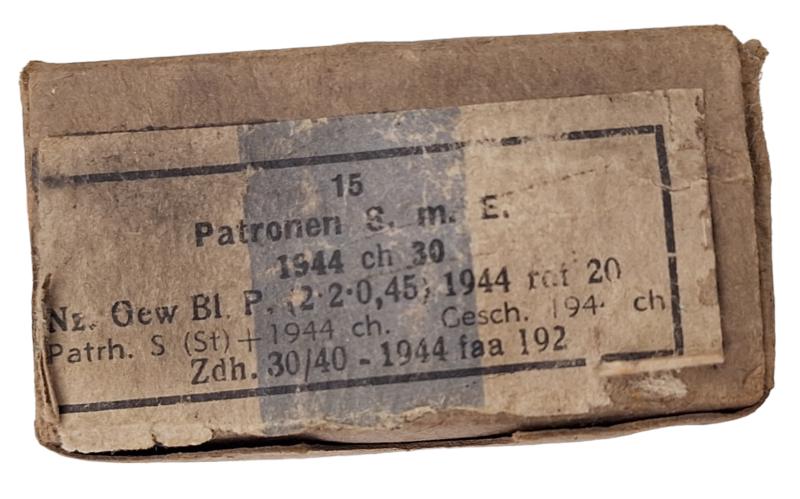 15
Patronen S. m. E.
1944 ch 30
Nz. Gew Bl. P. (2·2·0,45) 1944 rdf 20
Patrh. S (St)+1944 ch. Gesch. 194 ch
Zdh. 30/40 - 1944 faa 192